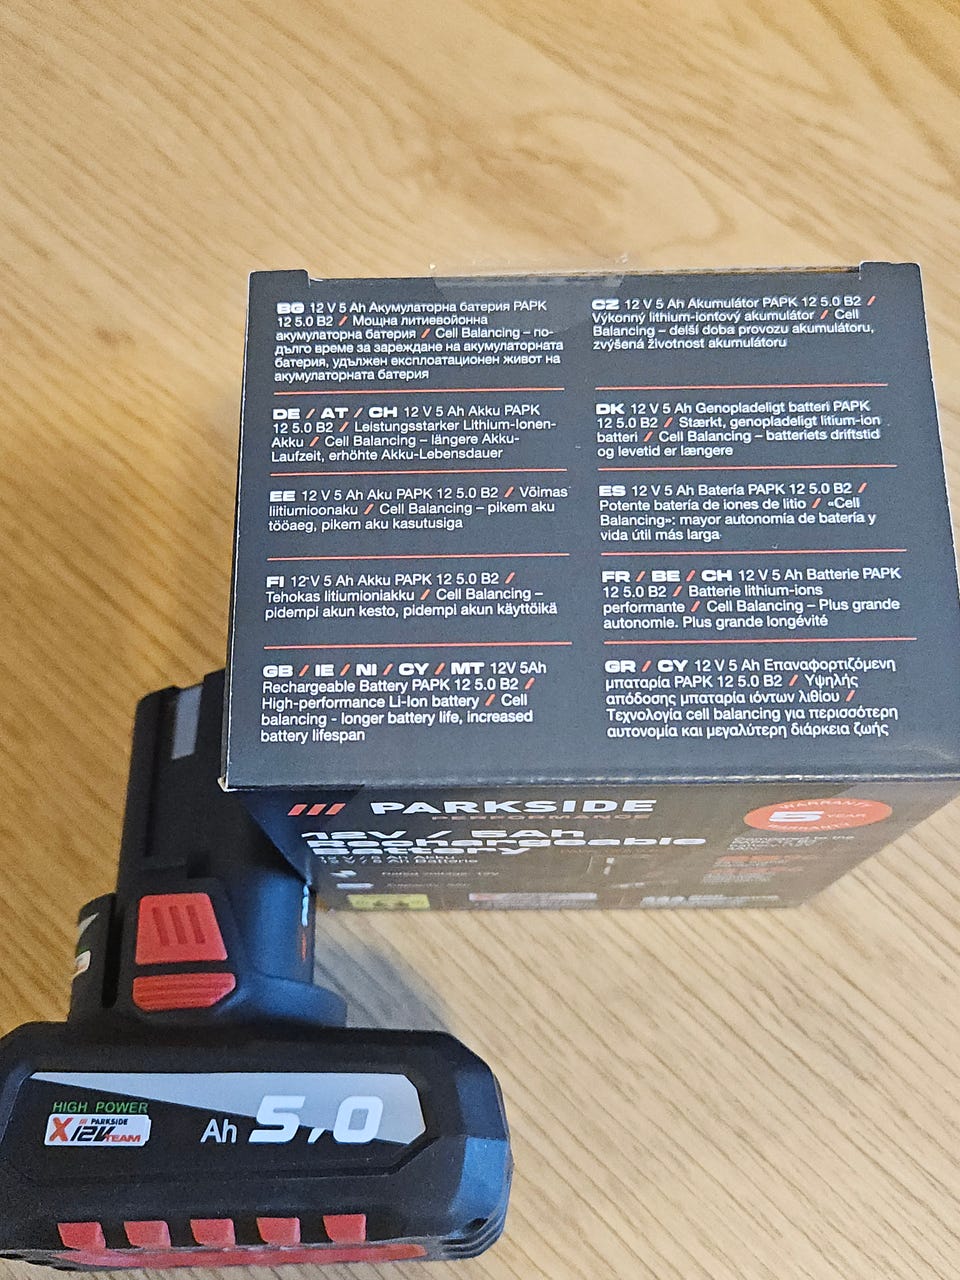 BG 12 V 5 Ah Акумулаторна батерия PAPK
12 5.0 B2 / Мощна литиевойонна
акумулаторна батерия / Cell Balancing – по-
дълго време за зареждане на акумулаторната
батерия, удължен експлоатационен живот на
акумулаторната батерия
DE / AT / CH 12 V 5 Ah Akku PAPK
12 5.0 B2 / Leistungsstarker Lithium-Ionen-
Akku / Cell Balancing – längere Akku-
Laufzeit, erhöhte Akku-Lebensdauer
EE 12 V 5 Ah Aku PAPK 12 5.0 B2 / Võimas
liitiumioonaku / Cell Balancing – pikem aku
tööaeg, pikem aku kasutusiga
FI 12 V 5 Ah Akku PAPK 12 5.0 B2 /
Tehokas litiumioniakku / Cell Balancing –
pidempi akun kesto, pidempi akun käyttöikä
GB / IE / NI / CY / MT 12V 5Ah
Rechargeable Battery PAPK 12 5.0 B2 /
High-performance Li-Ion battery / Cell
balancing - longer battery life, increased
battery lifespan
CZ 12 V 5 Ah Akumulátor PAPK 12 5.0 B2 /
Výkonný lithium-iontový akumulátor / Cell
Balancing – delší doba provozu akumulátoru,
zvýšená životnost akumulátoru
DK 12 V 5 Ah Genopladeligt batteri PAPK
12 5.0 B2 / Stærkt, genopladeligt litium-ion
batteri / Cell Balancing – batteriets driftstid
og levetid er længere
ES 12 V 5 Ah Batería PAPK 12 5.0 B2 /
Potente batería de iones de litio / «Cell
Balancing»: mayor autonomía de batería y
vida útil más larga
FR / BE / CH 12 V 5 Ah Batterie PAPK
12 5.0 B2 / Batterie lithium-ions
performante / Cell Balancing – Plus grande
autonomie. Plus grande longévité
GR / CY 12 V 5 Ah Επαναφορτιζόμενη
μπαταρία PAPK 12 5.0 B2 / Υψηλής
απόδοσης μπαταρία ιόντων λιθίου /
Τεχνολογία cell balancing για περισσότερη
αυτονομία και μεγαλύτερη διάρκεια ζωής
/// PARKSIDE
PERFORMANCE
12V / 5Ah
Rechargeable
Battery
12 V / 5 Ah Akku
12 V / 5 Ah Batterie
WARRANTY
5 YEAR
HIGH POWER
X 12V TEAM
/// PARKSIDE
Ah 5,0